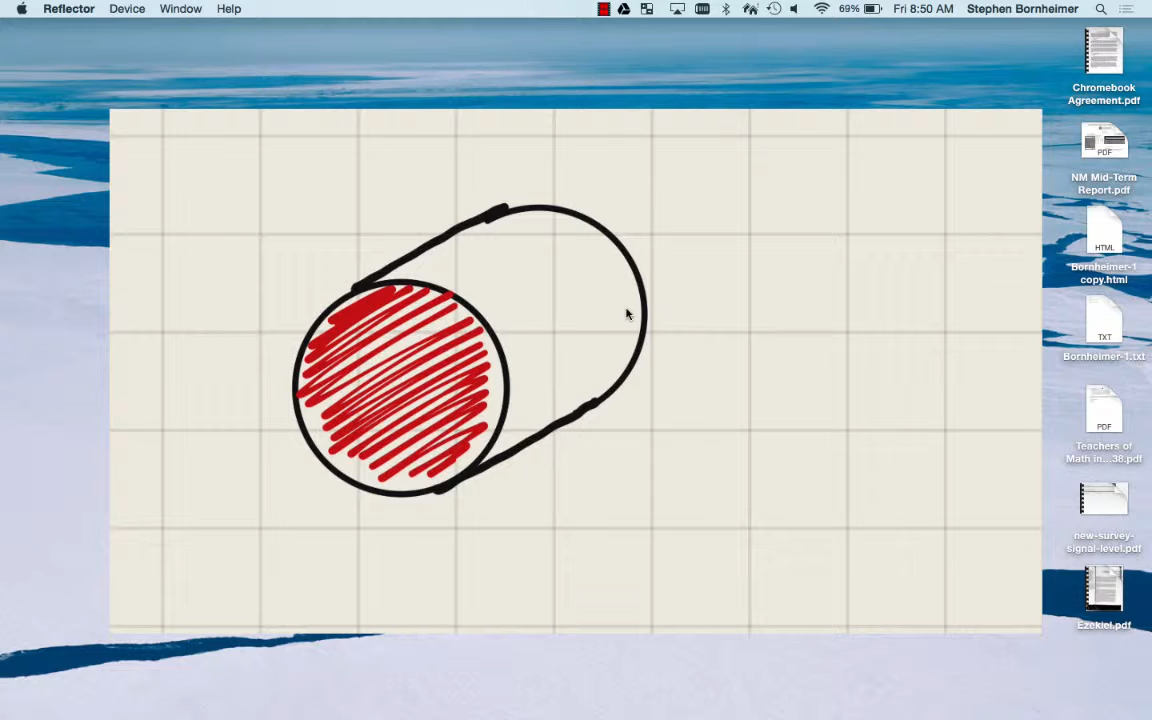 Reflector Device Window Help 69% Fri 8:50 AM Stephen Bornheimer
Chromebook
Agreement.pdf
PDF
NM Mid-Term
Report.pdf
HTML
Bornheimer-1
copy.html
TXT
Bornheimer-1.txt
PDF
Teachers of
Math in...38.pdf
new-survey-
signal-level.pdf
Ezekiel.pdf